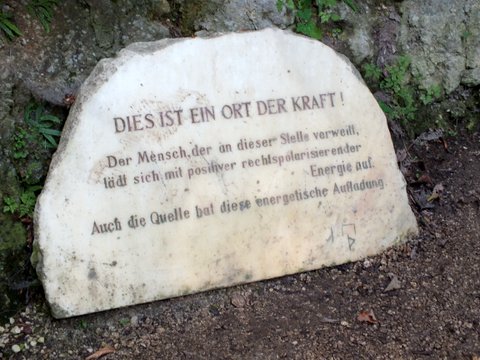 DIES IST EIN ORT DER KRAFT!
Der Mensch, der an dieser Stelle verweilt,
lädt sich mit positiver rechtspolarisierender
Energie auf.
Auch die Quelle hat diese energetische Aufladung.